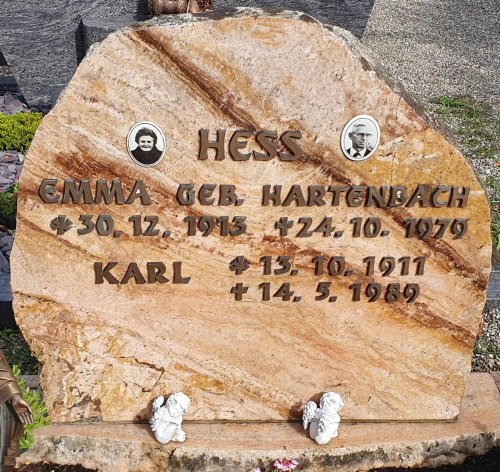 HESS
EMMA GEB. HARTENBACH
* 30. 12. 1913 + 24. 10. 1979
KARL * 13. 10. 1911
+ 14. 5. 1989